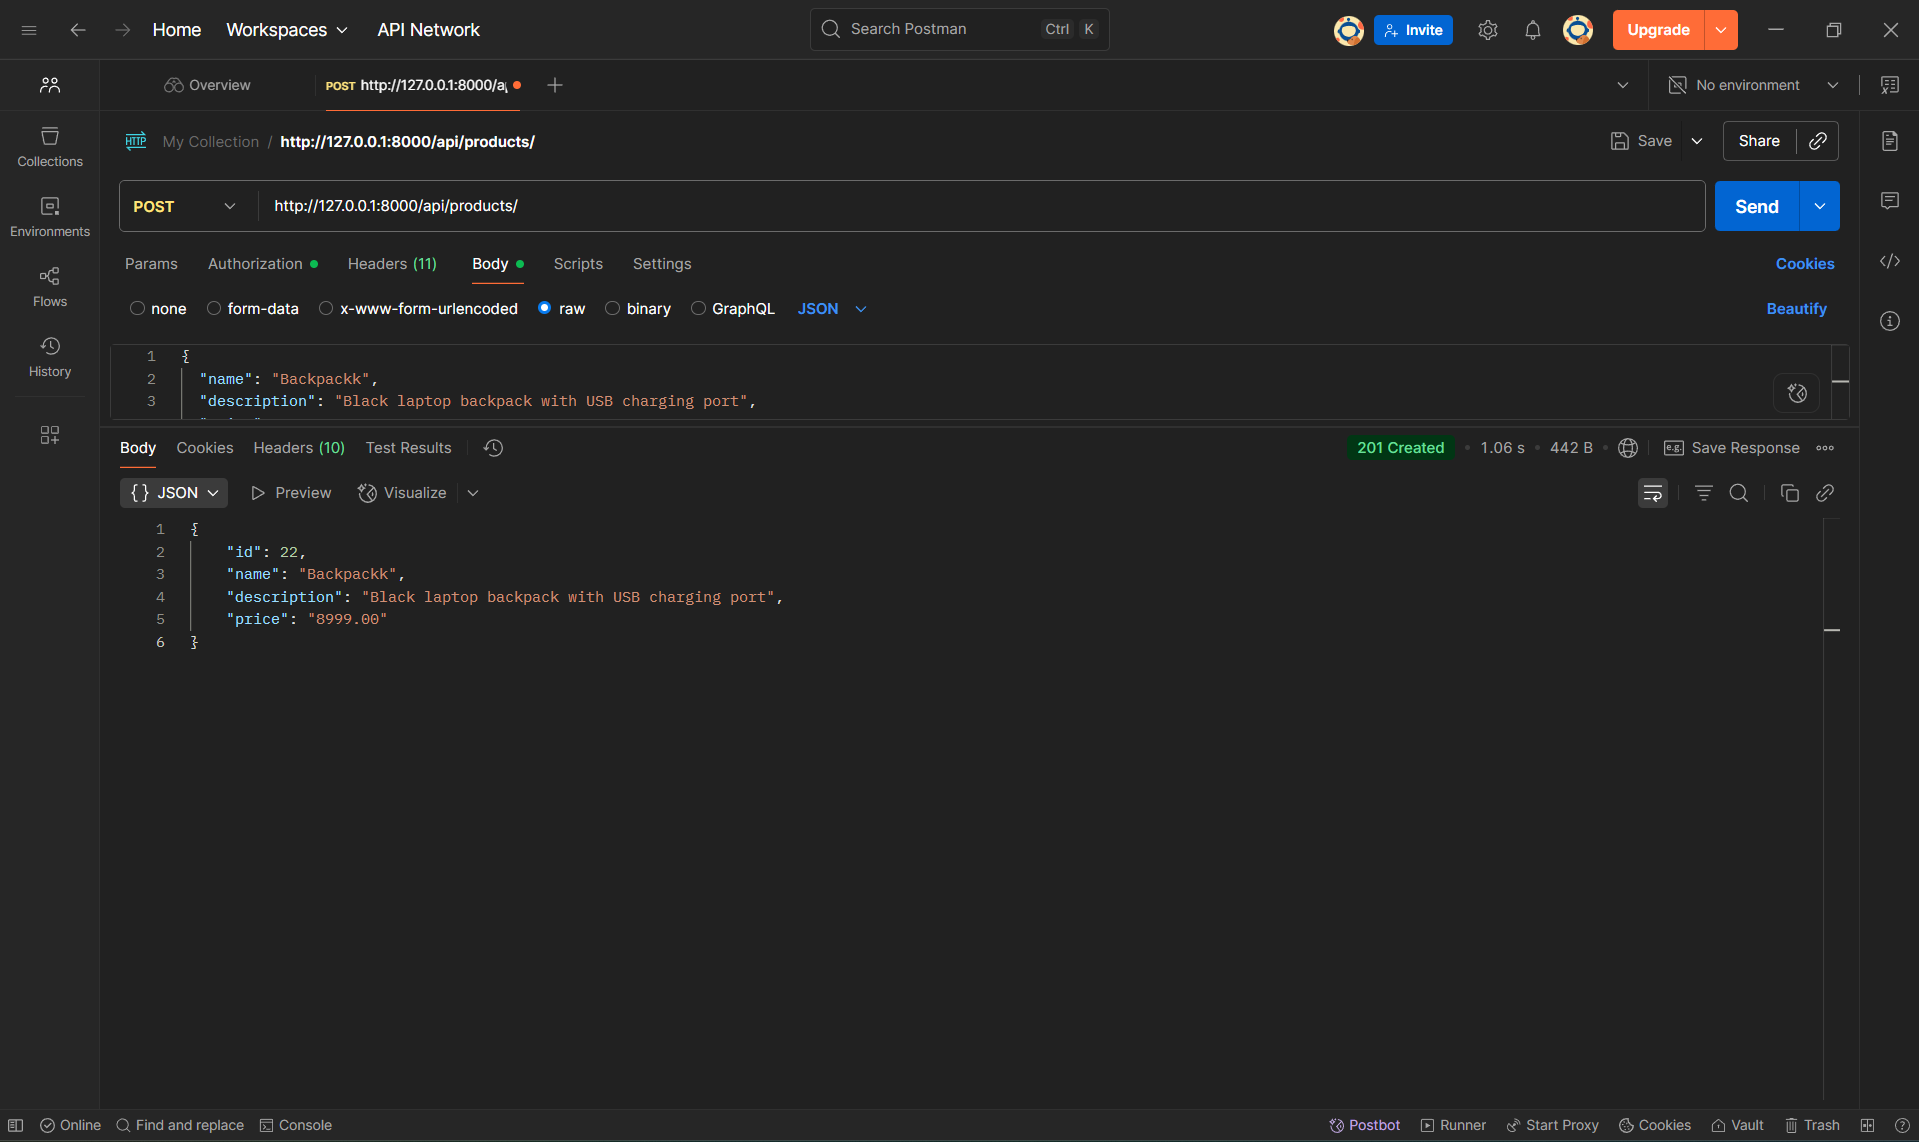 Home Workspaces API Network Search Postman Ctrl K Invite Upgrade
Overview POST http://127.0.0.1:8000/a No environment
HTTP My Collection / http://127.0.0.1:8000/api/products/ Save Share
POST http://127.0.0.1:8000/api/products/ Send
Params Authorization Headers (11) Body Scripts Settings Cookies
none form-data x-www-form-urlencoded raw binary GraphQL JSON Beautify
Collections
Environments
Flows
History
1 {
2 "name": "Backpackk",
3 "description": "Black laptop backpack with USB charging port",
Body Cookies Headers (10) Test Results 201 Created 1.06 s 442 B e.g. Save Response
{} JSON Preview Visualize
1 {
2 "id": 22,
3 "name": "Backpackk",
4 "description": "Black laptop backpack with USB charging port",
5 "price": "8999.00"
6 }
Online Find and replace Console Postbot Runner Start Proxy Cookies Vault Trash